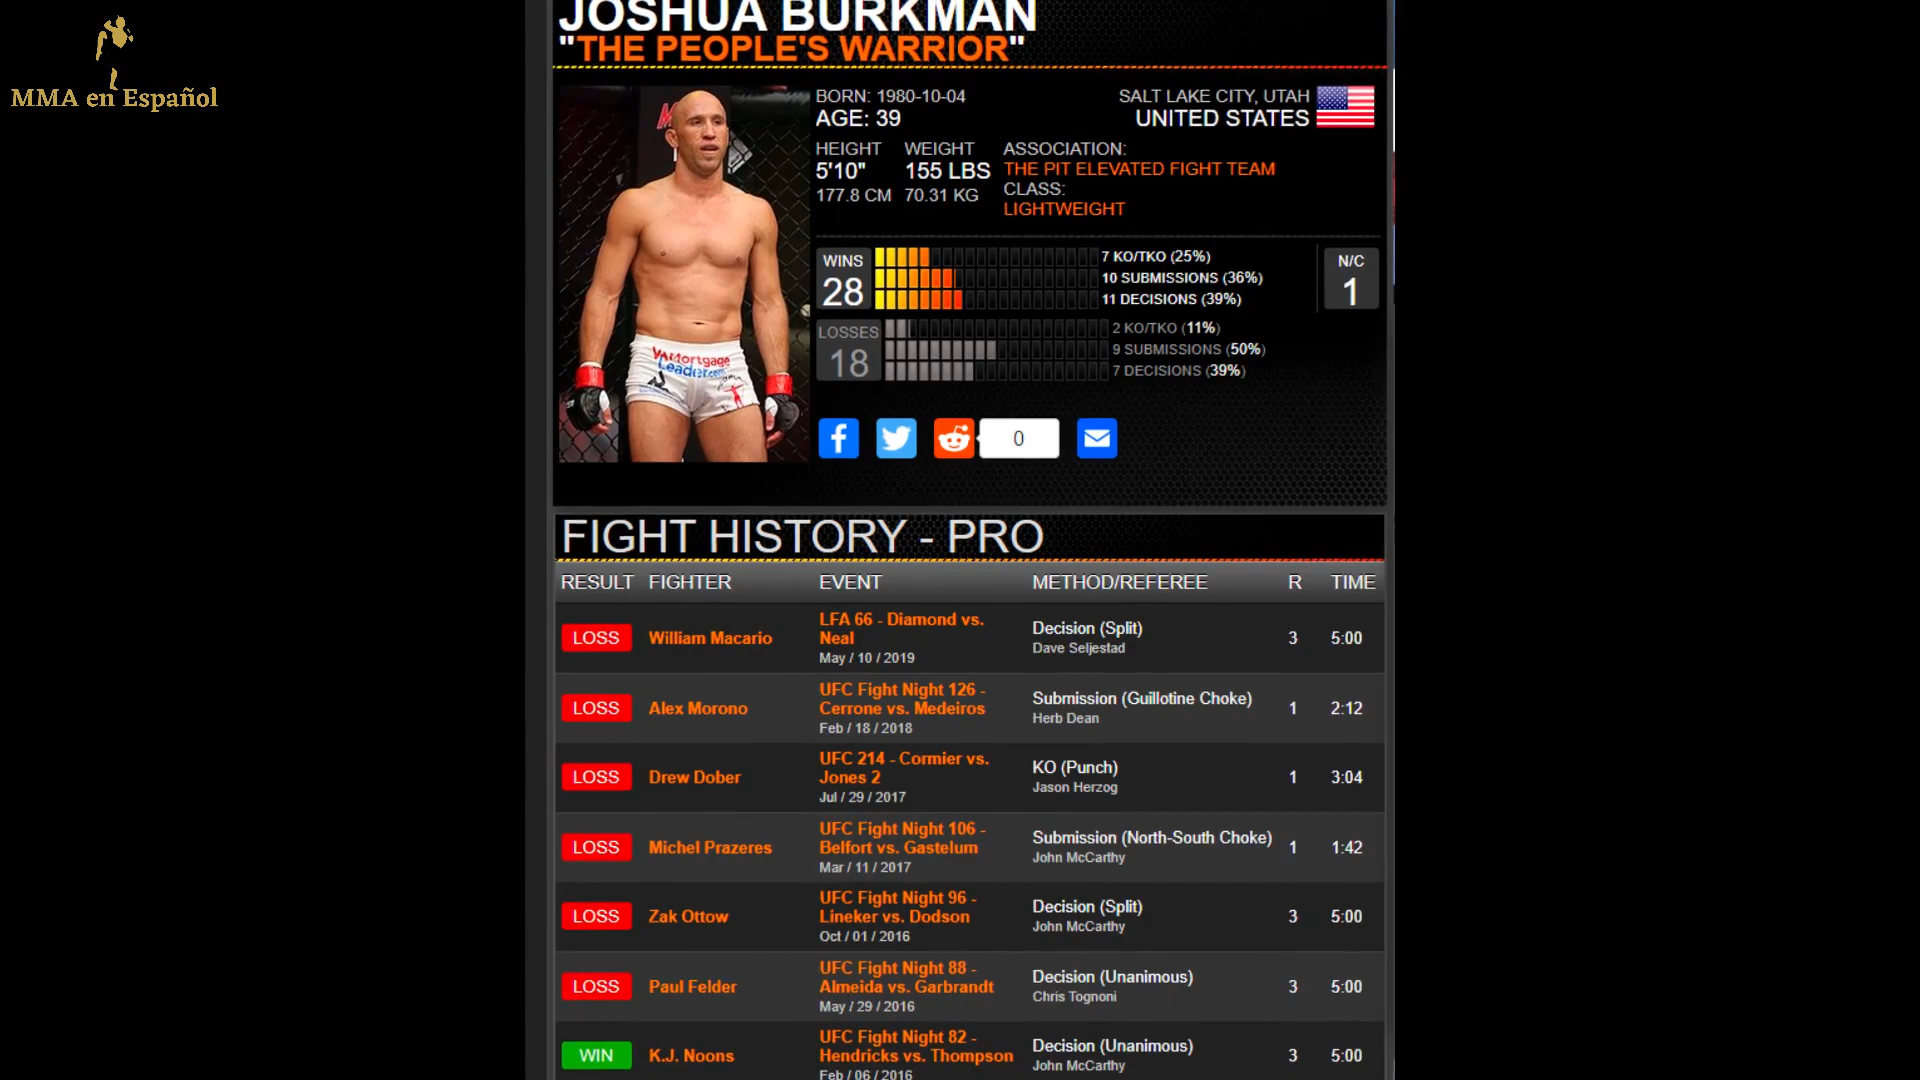 MMA en Español
JOSHUA BURKMAN
"THE PEOPLE'S WARRIOR"
BORN: 1980-10-04
AGE: 39
SALT LAKE CITY, UTAH
UNITED STATES
HEIGHT
5'10"
177.8 CM
WEIGHT
155 LBS
70.31 KG
ASSOCIATION:
THE PIT ELEVATED FIGHT TEAM
CLASS:
LIGHTWEIGHT
WINS
28
7 KO/TKO (25%)
10 SUBMISSIONS (36%)
11 DECISIONS (39%)
N/C
1
LOSSES
18
2 KO/TKO (11%)
9 SUBMISSIONS (50%)
7 DECISIONS (39%)
VAMortgage
Leader.com
0
FIGHT HISTORY - PRO
RESULT FIGHTER EVENT METHOD/REFEREE R TIME
LOSS William Macario
LFA 66 - Diamond vs.
Neal
May / 10 / 2019
Decision (Split)
Dave Seljestad
3 5:00
LOSS Alex Morono
UFC Fight Night 126 -
Cerrone vs. Medeiros
Feb / 18 / 2018
Submission (Guillotine Choke)
Herb Dean
1 2:12
LOSS Drew Dober
UFC 214 - Cormier vs.
Jones 2
Jul / 29 / 2017
KO (Punch)
Jason Herzog
1 3:04
LOSS Michel Prazeres
UFC Fight Night 106 -
Belfort vs. Gastelum
Mar / 11 / 2017
Submission (North-South Choke)
John McCarthy
1 1:42
LOSS Zak Ottow
UFC Fight Night 96 -
Lineker vs. Dodson
Oct / 01 / 2016
Decision (Split)
John McCarthy
3 5:00
LOSS Paul Felder
UFC Fight Night 88 -
Almeida vs. Garbrandt
May / 29 / 2016
Decision (Unanimous)
Chris Tognoni
3 5:00
WIN K.J. Noons
UFC Fight Night 82 -
Hendricks vs. Thompson
Feb / 06 / 2016
Decision (Unanimous)
John McCarthy
3 5:00